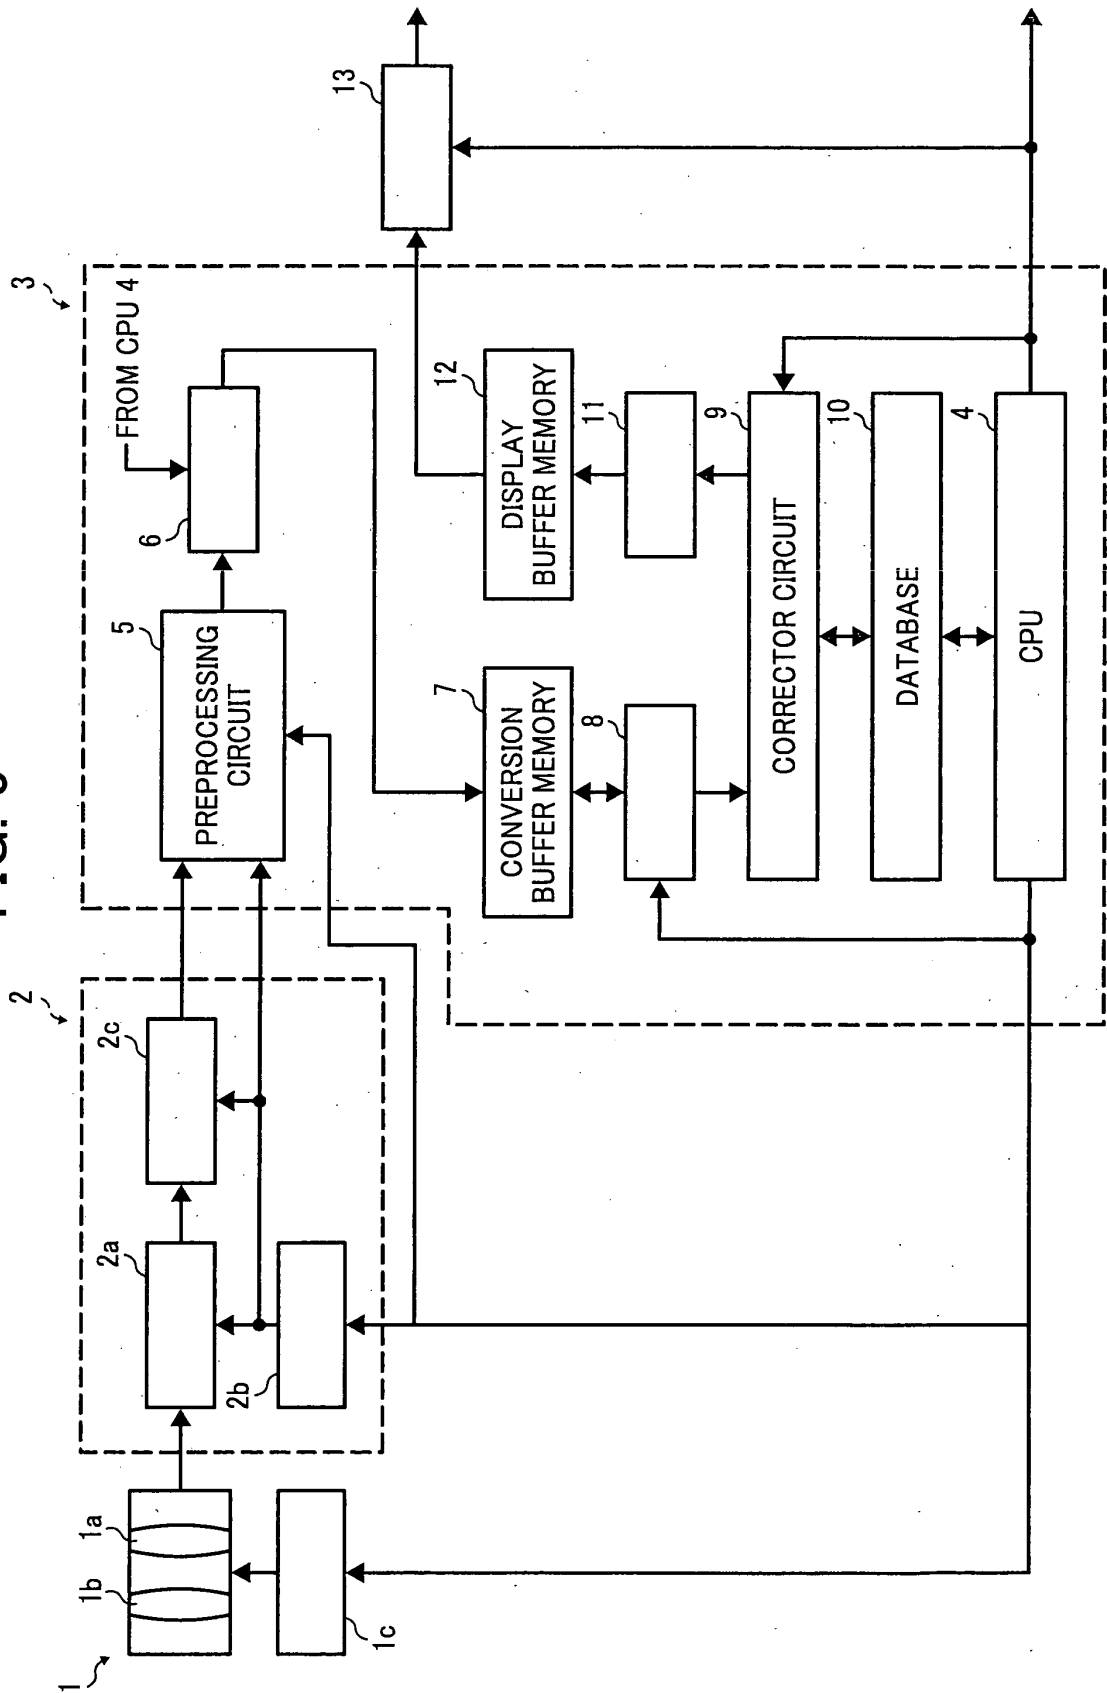 FIG.
1
2
3
1b
1a
2a
2c
5
6
FROM CPU 4
13
PREPROCESSING
CIRCUIT
2b
1c
7
CONVERSION
BUFFER MEMORY
12
DISPLAY
BUFFER MEMORY
8
11
9
CORRECTOR CIRCUIT
10
DATABASE
4
CPU